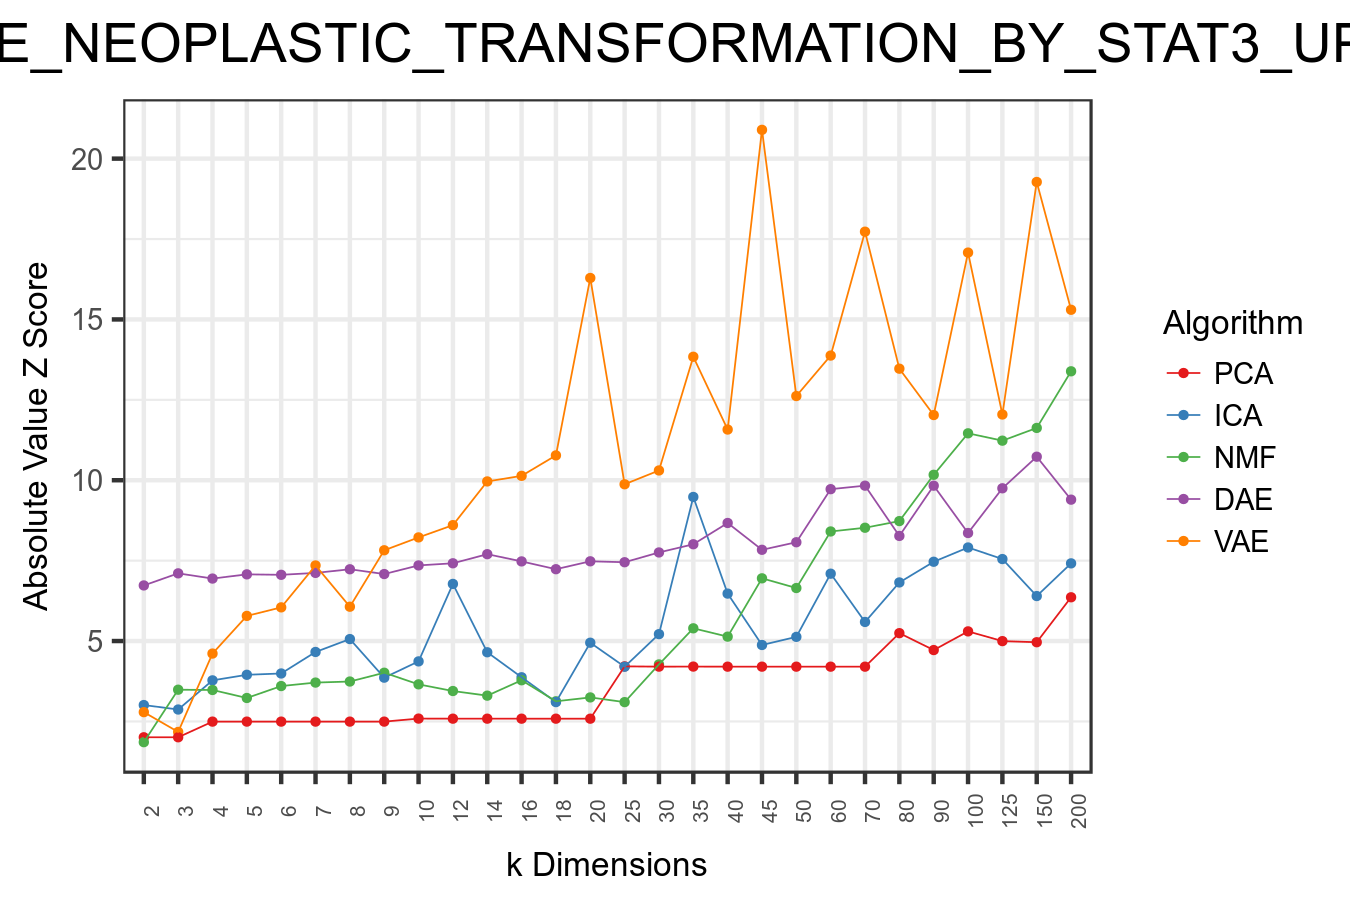 E_NEOPLASTIC_TRANSFORMATION_BY_STAT3_UP
20
15
10
5
Absolute Value Z Score
2 3 4 5 6 7 8 9 10 12 14 16 18 20 25 30 35 40 45 50 60 70 80 90 100 125 150 200
k Dimensions
Algorithm
PCA
ICA
NMF
DAE
VAE